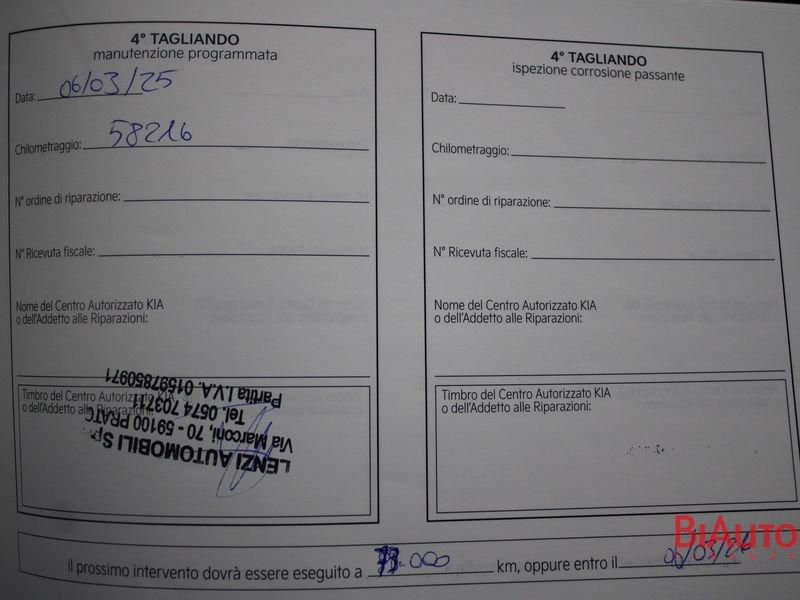 4° TAGLIANDO
manutenzione programmata
Data: 06/03/25
Chilometraggio: 58216
N° ordine di riparazione:
N° Ricevuta fiscale:
Nome del Centro Autorizzato KIA
o dell'Addetto alle Riparazioni:
Timbro del Centro Autorizzato KIA
o dell'Addetto alle Riparazioni:
LENZI AUTOMOBILI
Via Marconi, 70 - 59100 PRATO
Tel. 0574 703711
Partita I.V.A. 01597850971
4° TAGLIANDO
ispezione corrosione passante
Data:
Chilometraggio:
N° ordine di riparazione:
N° Ricevuta fiscale:
Nome del Centro Autorizzato KIA
o dell'Addetto alle Riparazioni:
Timbro del Centro Autorizzato KIA
o dell'Addetto alle Riparazioni:
BIAUTO
il prossimo intervento dovrà essere eseguito a .000 km, oppure entro il /03/26